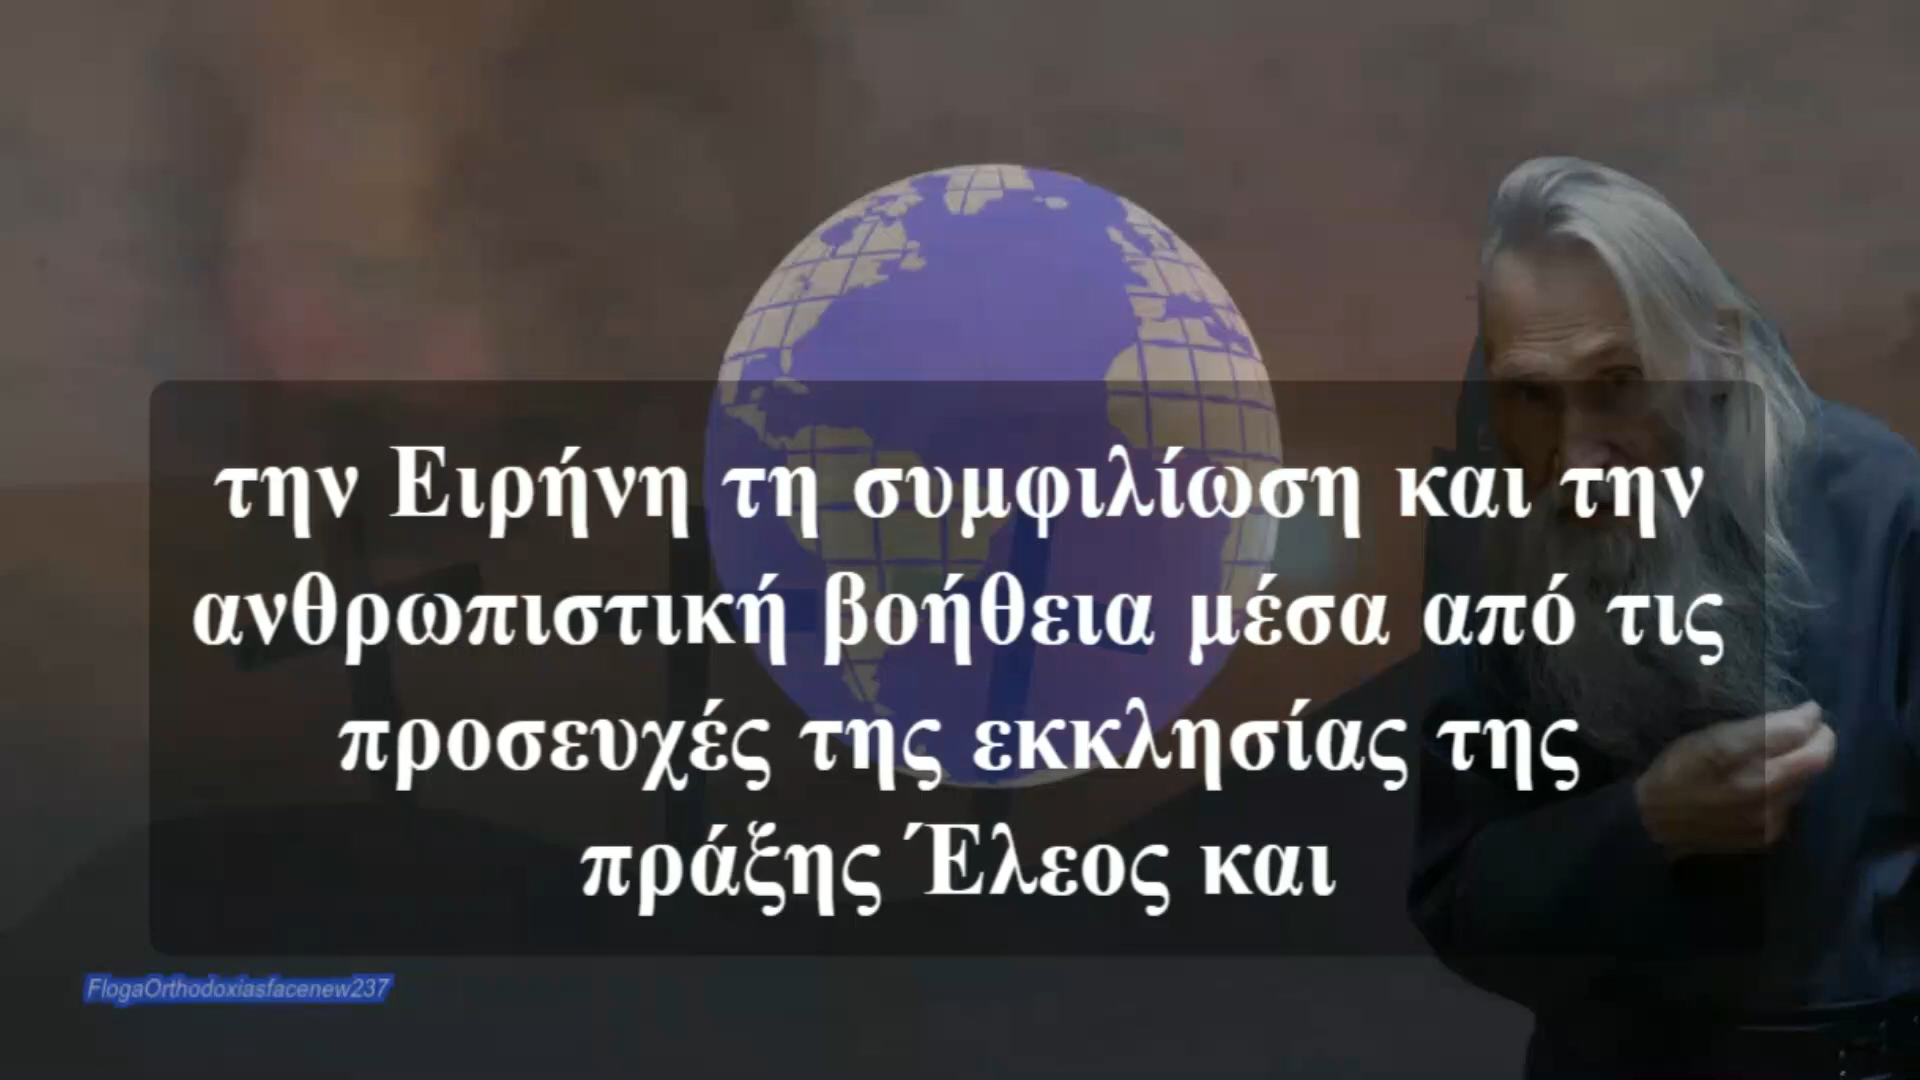 την Ειρήνη τη συμφιλίωση και την
ανθρωπιστική βοήθεια μέσα από τις
προσευχές της εκκλησίας της
πράξης Έλεος και
FlogaOrthodoxiasfacenew237